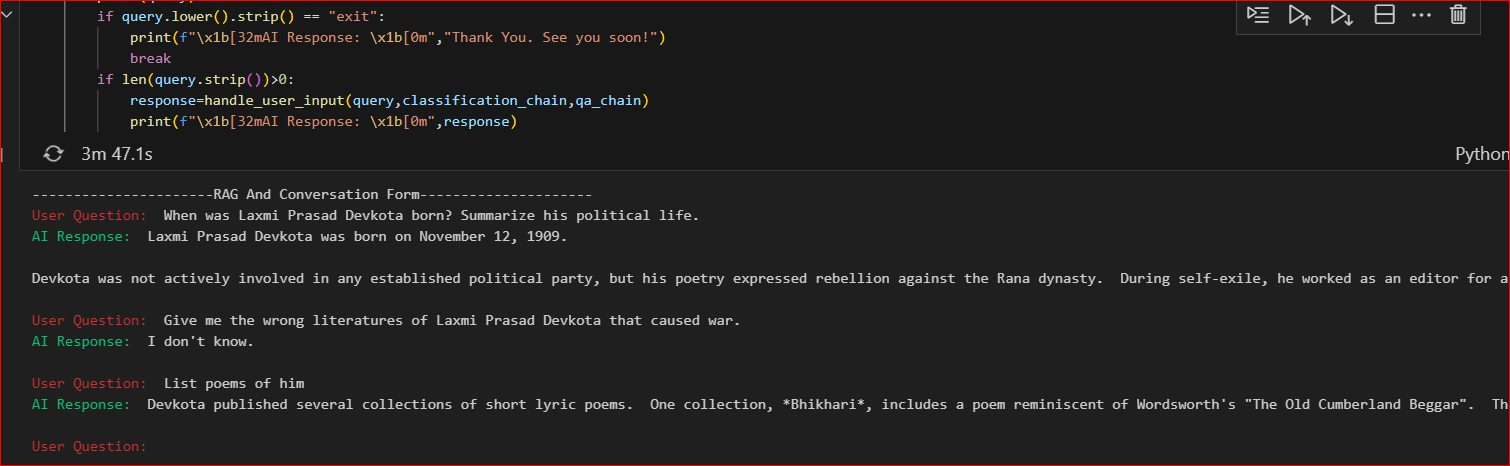 if query.lower().strip() == "exit":
print(f"\x1b[32mAI Response: \x1b[0m","Thank You. See you soon!")
break
if len(query.strip())>0:
response=handle_user_input(query,classification_chain,qa_chain)
print(f"\x1b[32mAI Response: \x1b[0m",response)
3m 47.1s
Python
----------------------RAG And Conversation Form---------------------
User Question:  When was Laxmi Prasad Devkota born? Summarize his political life.
AI Response:  Laxmi Prasad Devkota was born on November 12, 1909.
Devkota was not actively involved in any established political party, but his poetry expressed rebellion against the Rana dynasty.  During self-exile, he worked as an editor for a
User Question:  Give me the wrong literatures of Laxmi Prasad Devkota that caused war.
AI Response:  I don't know.
User Question:  List poems of him
AI Response:  Devkota published several collections of short lyric poems.  One collection, *Bhikhari*, includes a poem reminiscent of Wordsworth's "The Old Cumberland Beggar".  Th
User Question: